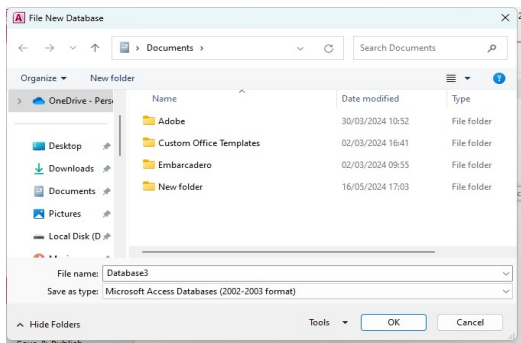 File New Database
Documents
Search Documents
Organize
New folder
Name
Date modified
Type
OneDrive - Pers
Adobe
30/03/2024 10:52
File folder
Desktop
Custom Office Templates
02/03/2024 16:41
File folder
Downloads
Embarcadero
02/03/2024 09:55
File folder
Documents
New folder
16/05/2024 17:03
File folder
Pictures
Local Disk (D
File name:
Database3
Save as type:
Microsoft Access Databases (2002-2003 format)
Hide Folders
Tools
OK
Cancel